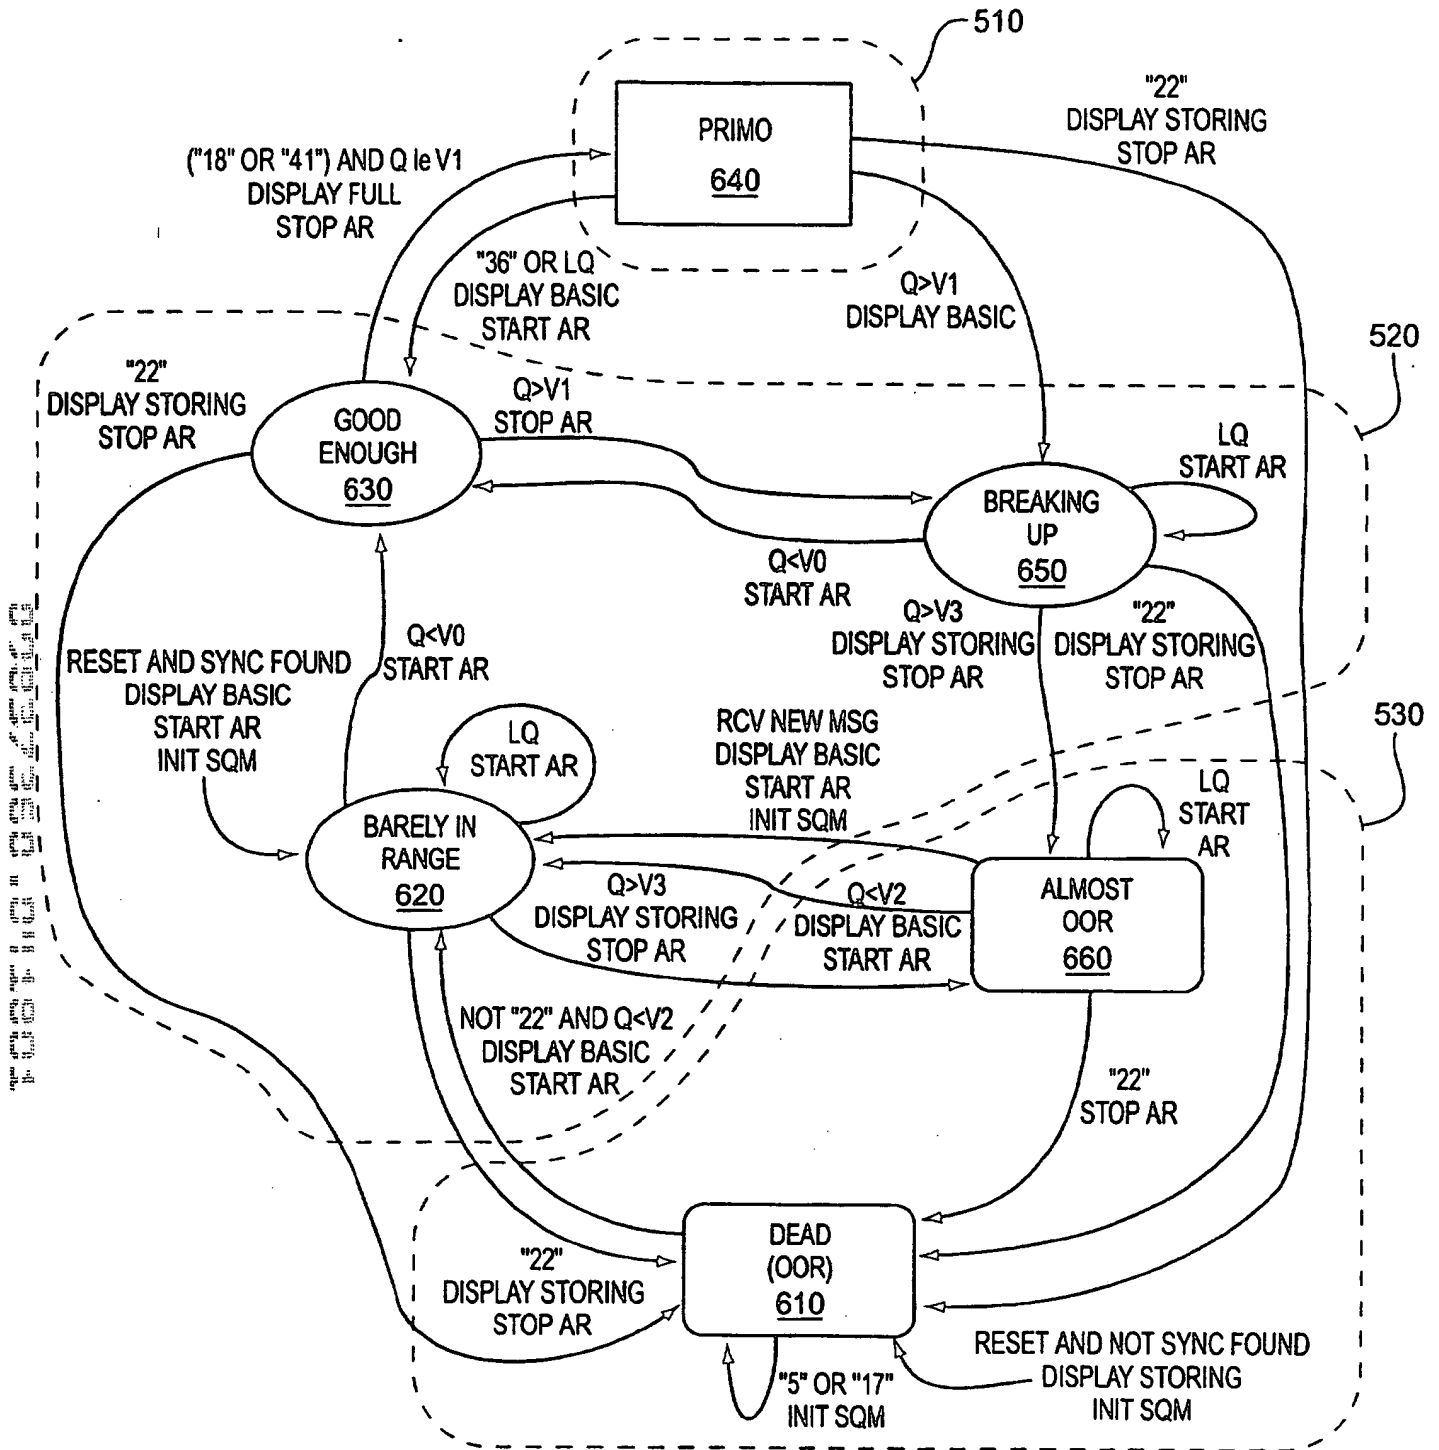 510
"22"
DISPLAY STORING
STOP AR
PRIMO
640
("18" OR "41") AND Q le V1
DISPLAY FULL
STOP AR
"36" OR LQ
DISPLAY BASIC
START AR
Q>V1
DISPLAY BASIC
520
"22"
DISPLAY STORING
STOP AR
GOOD
ENOUGH
630
Q>V1
STOP AR
LQ
START AR
BREAKING
UP
650
Q<V0
START AR
Q>V3
DISPLAY STORING
STOP AR
"22"
DISPLAY STORING
STOP AR
Q<V0
START AR
RESET AND SYNC FOUND
DISPLAY BASIC
START AR
INIT SQM
LQ
START AR
RCV NEW MSG
DISPLAY BASIC
START AR
INIT SQM
530
LQ
START
AR
BARELY IN
RANGE
620
Q>V3
DISPLAY STORING
STOP AR
Q<V2
DISPLAY BASIC
START AR
ALMOST
OOR
660
NOT "22" AND Q<V2
DISPLAY BASIC
START AR
"22"
STOP AR
DEAD
(OOR)
610
"22"
DISPLAY STORING
STOP AR
"5" OR "17"
INIT SQM
RESET AND NOT SYNC FOUND
DISPLAY STORING
INIT SQM